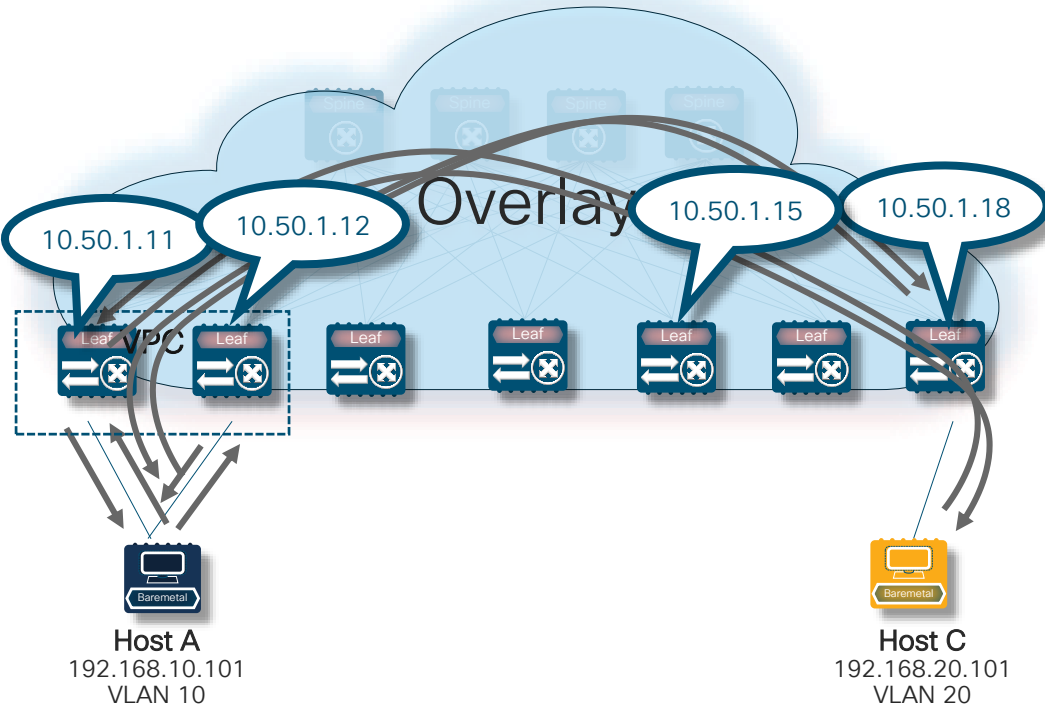 Spine
Spine
Spine
Spine
Overlay
10.50.1.11
10.50.1.12
10.50.1.15
10.50.1.18
Leaf
VPC
Leaf
Leaf
Leaf
Leaf
Leaf
Leaf
Baremetal
Host A
192.168.10.101
VLAN 10
Baremetal
Host C
192.168.20.101
VLAN 20